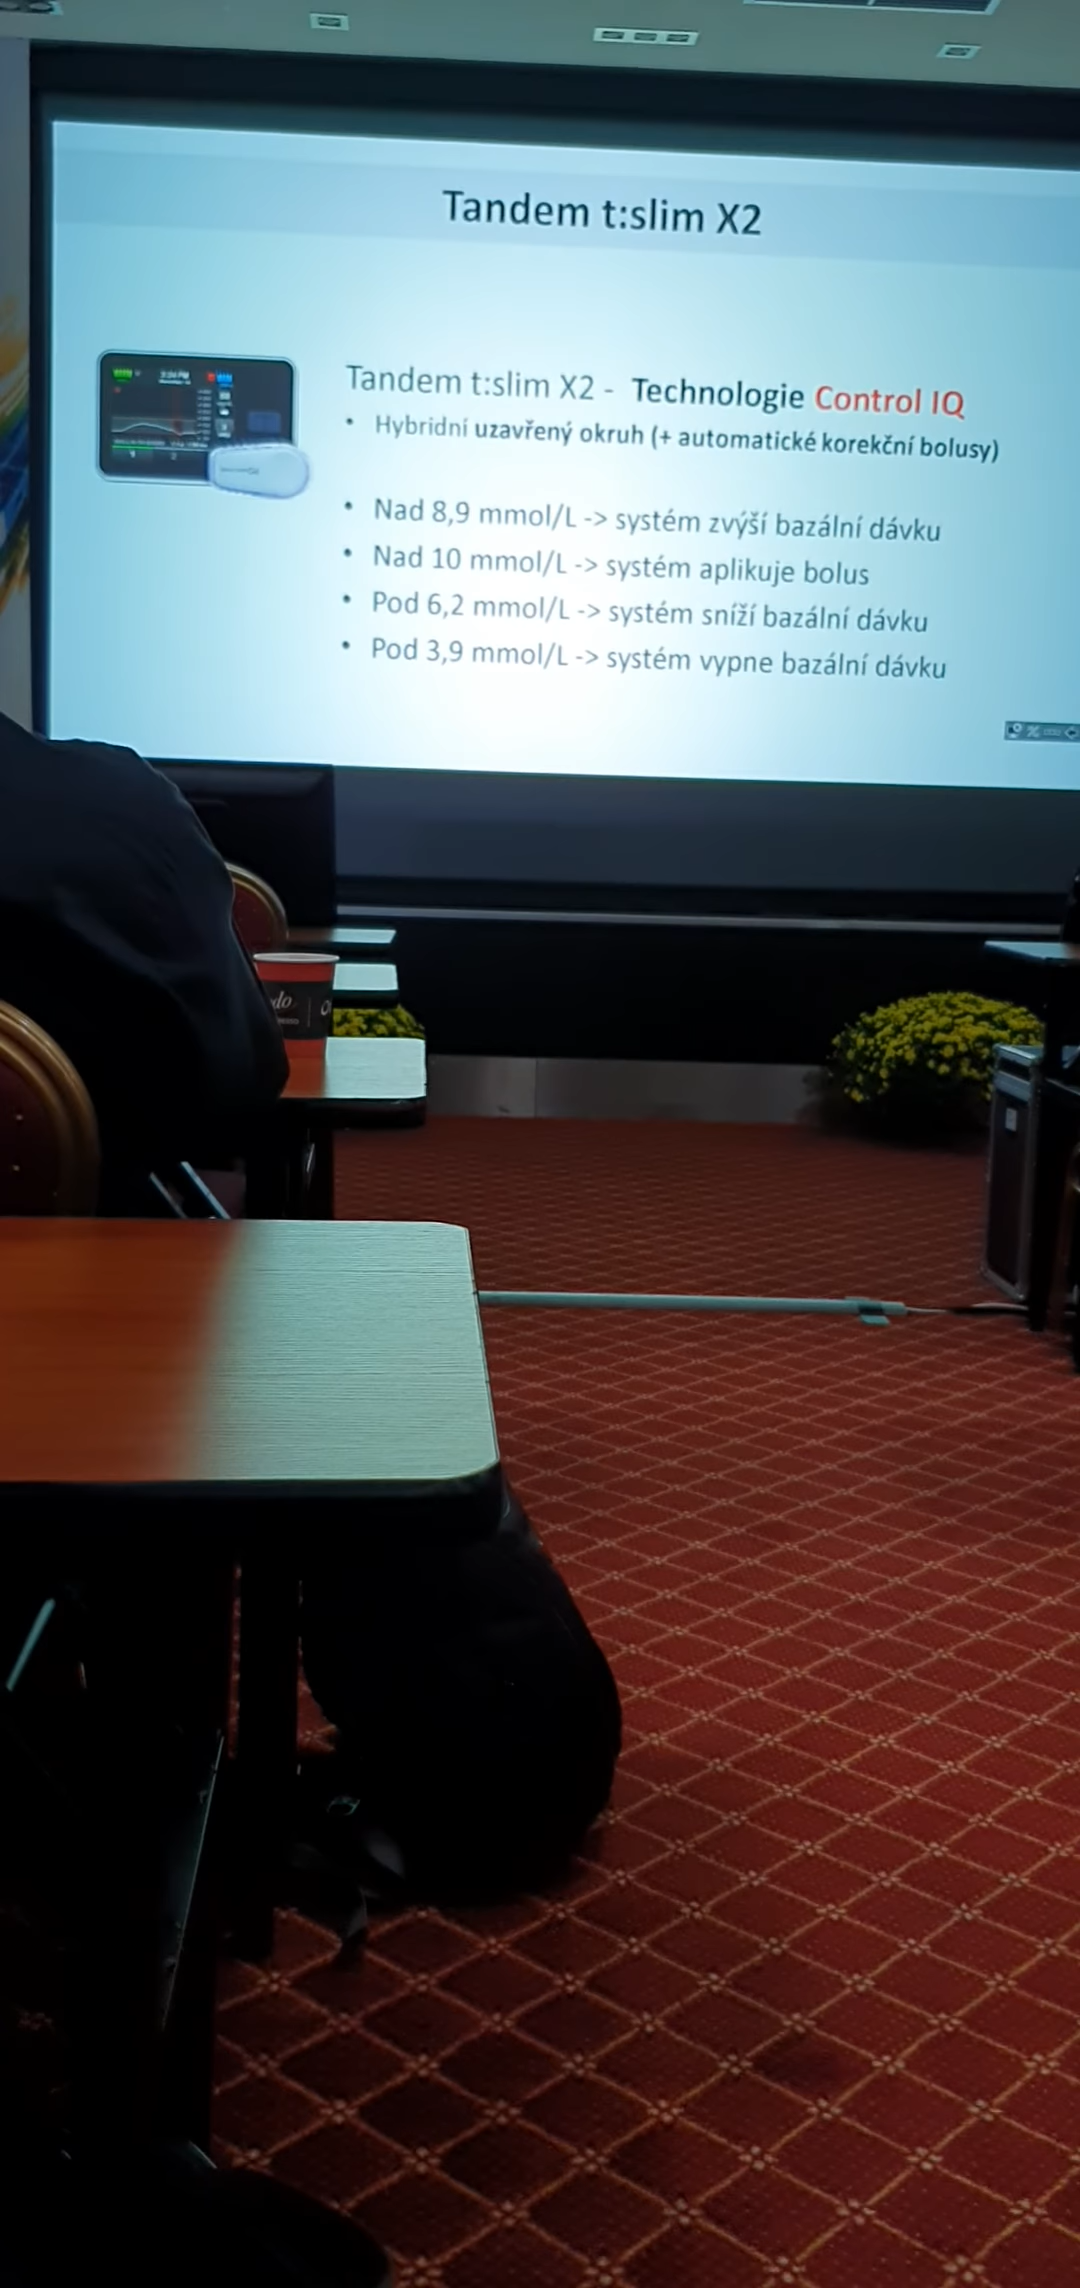 Tandem t:slim X2
Tandem t:slim X2 - Technologie Control IQ
• Hybridní uzavřený okruh (+ automatické korekční bolusy)
• Nad 8,9 mmol/L -> systém zvýší bazální dávku
• Nad 10 mmol/L -> systém aplikuje bolus
• Pod 6,2 mmol/L -> systém sníží bazální dávku
• Pod 3,9 mmol/L -> systém vypne bazální dávku